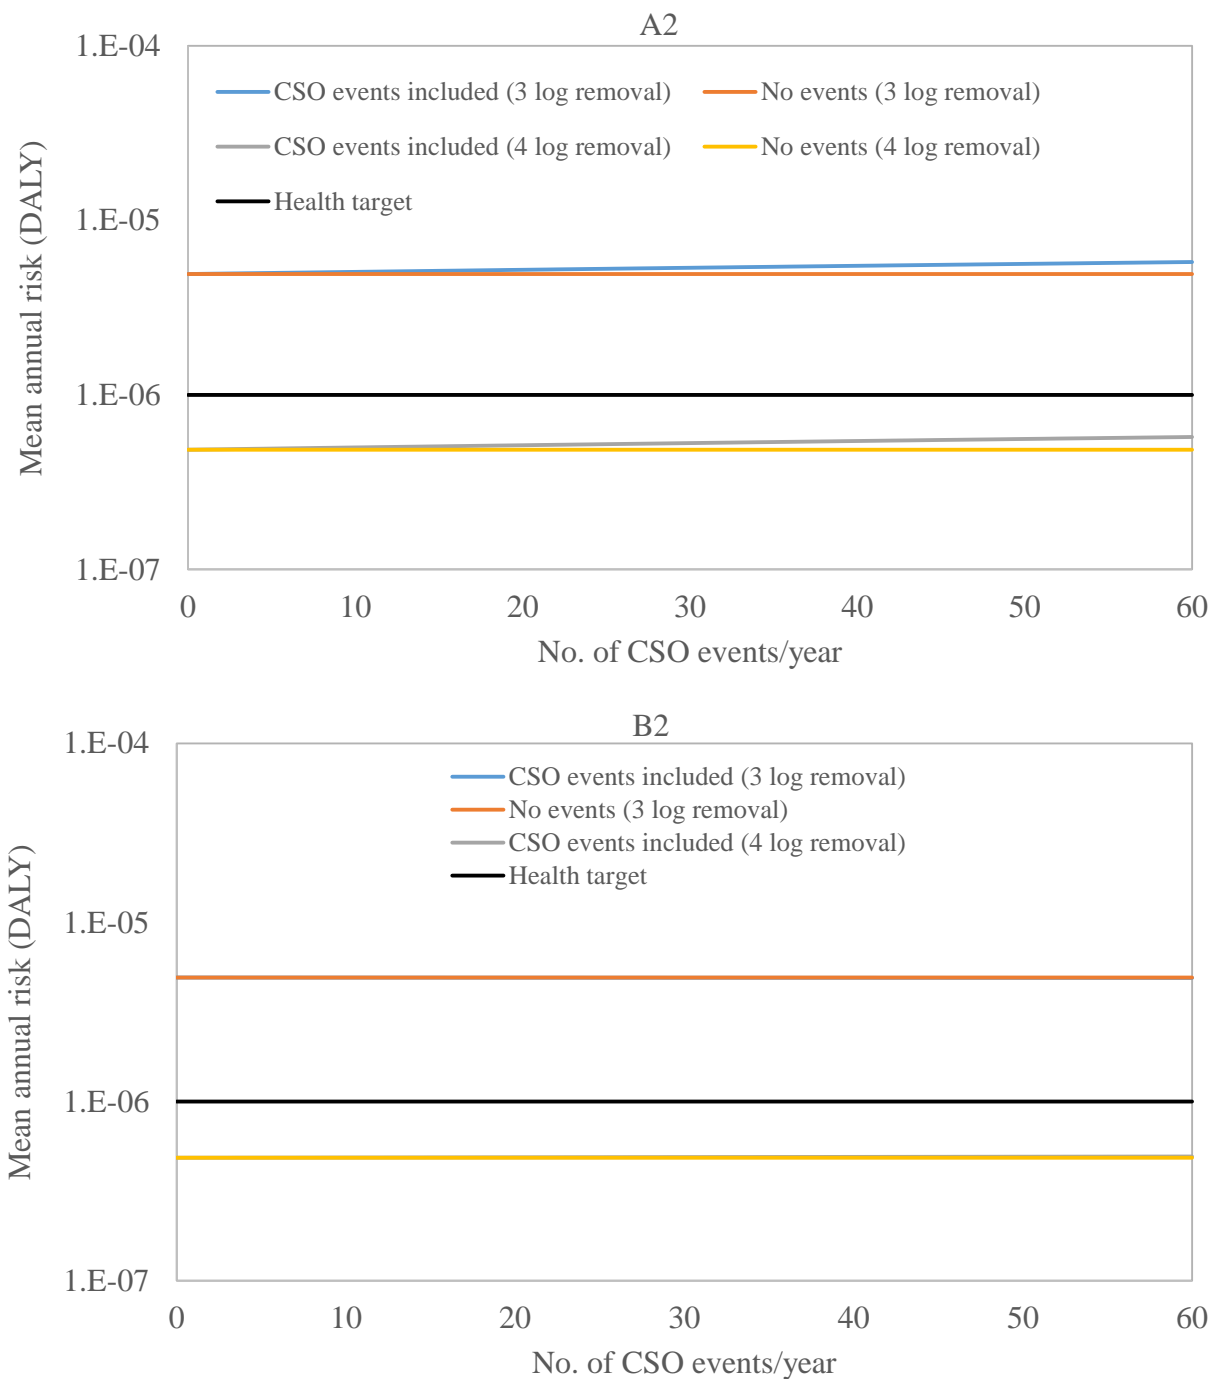 A2
1.E-04
CSO events included (3 log removal) No events (3 log removal)
CSO events included (4 log removal) No events (4 log removal)
Health target
1.E-05
1.E-06
1.E-07
Mean annual risk (DALY)
0 10 20 30 40 50 60
No. of CSO events/year
B2
1.E-04
CSO events included (3 log removal)
No events (3 log removal)
CSO events included (4 log removal)
Health target
1.E-05
1.E-06
1.E-07
Mean annual risk (DALY)
0 10 20 30 40 50 60
No. of CSO events/year